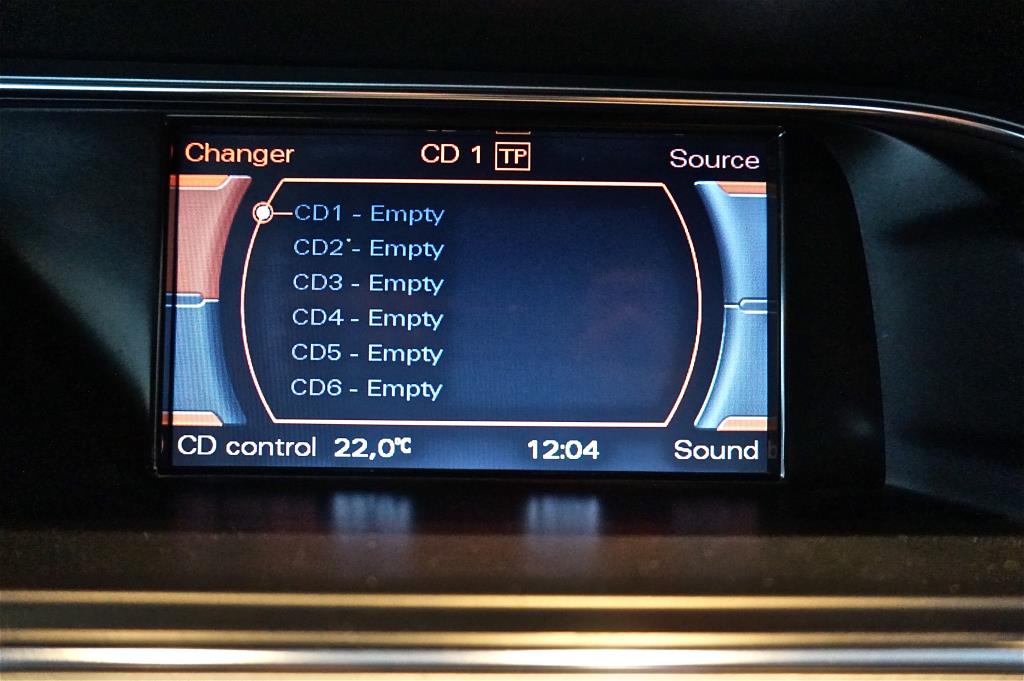 Changer CD 1 TP Source
CD1 - Empty
CD2 - Empty
CD3 - Empty
CD4 - Empty
CD5 - Empty
CD6 - Empty
CD control 22,0°C 12:04 Sound